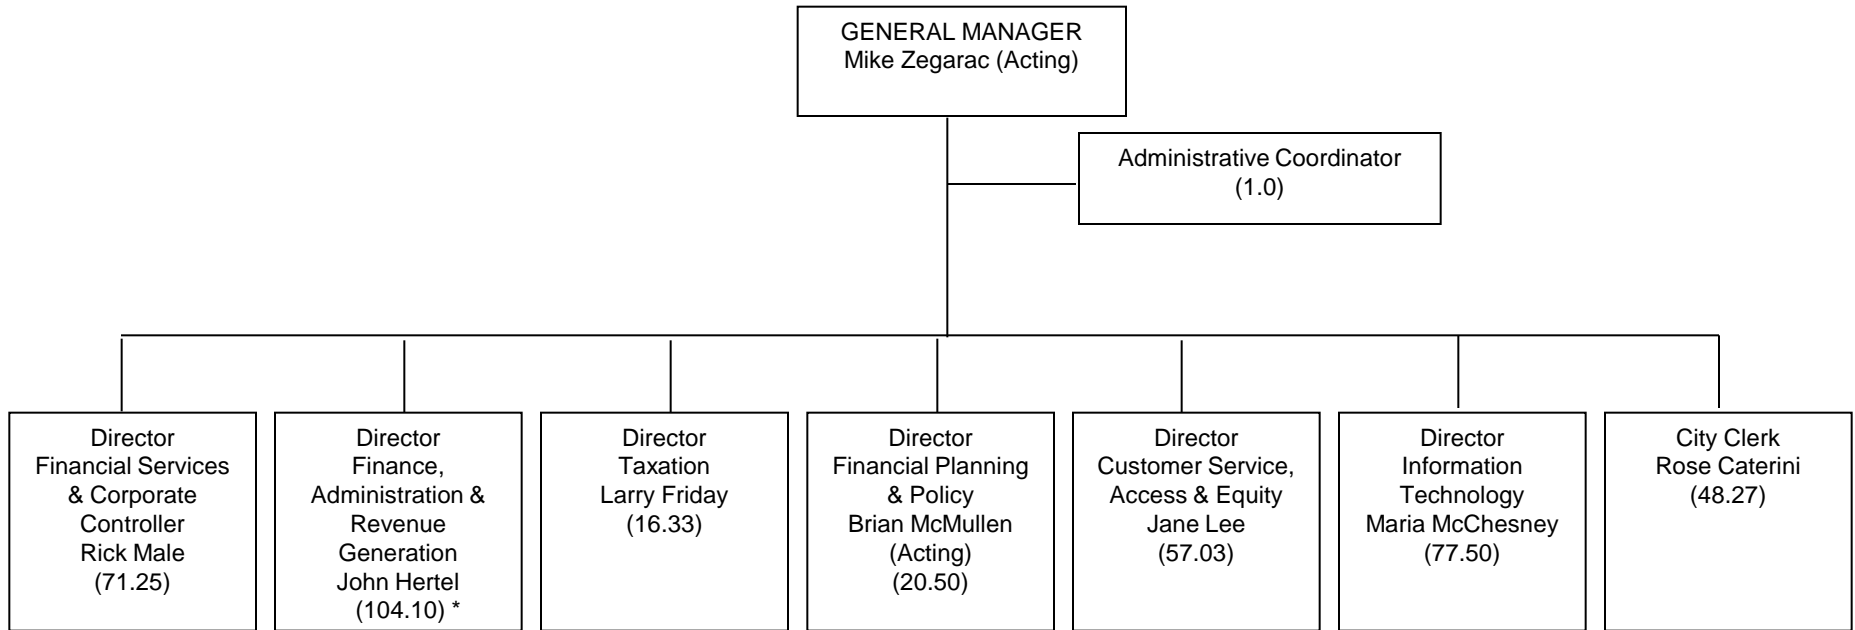 GENERAL MANAGER
Mike Zegarac (Acting)
Administrative Coordinator
(1.0)
Director
Financial Services
& Corporate
Controller
Rick Male
(71.25)
Director
Finance,
Administration &
Revenue
Generation
John Hertel
(104.10) *
Director
Taxation
Larry Friday
(16.33)
Director
Financial Planning
& Policy
Brian McMullen
(Acting)
(20.50)
Director
Customer Service,
Access & Equity
Jane Lee
(57.03)
Director
Information
Technology
Maria McChesney
(77.50)
City Clerk
Rose Caterini
(48.27)